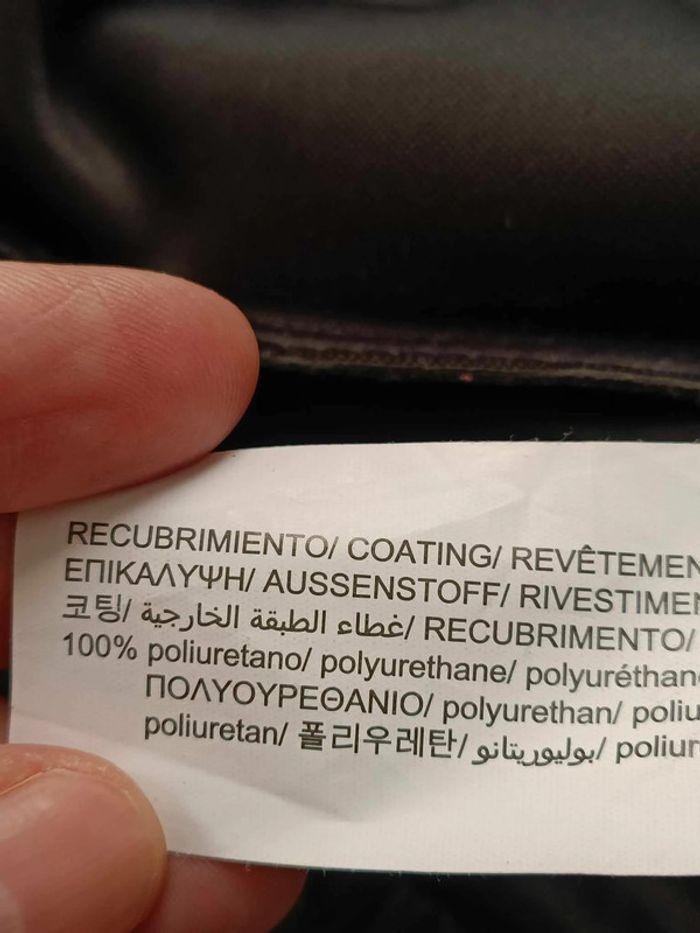 RECUBRIMIENTO/ COATING/ REVÊTEMEN
ΕΠΙΚΑΛΥΨΗ/ AUSSENSTOFF/ RIVESTIMEN
코팅/ غطاء الطبقة الخارجية/ RECUBRIMENTO/
100% poliuretano/ polyurethane/ polyuréthan
ΠΟΛΥΟΥΡΕΘΑΝΙΟ/ polyurethan/ poliu
poliuretan/ 폴리우레탄/ بوليوريتانو/ poliur